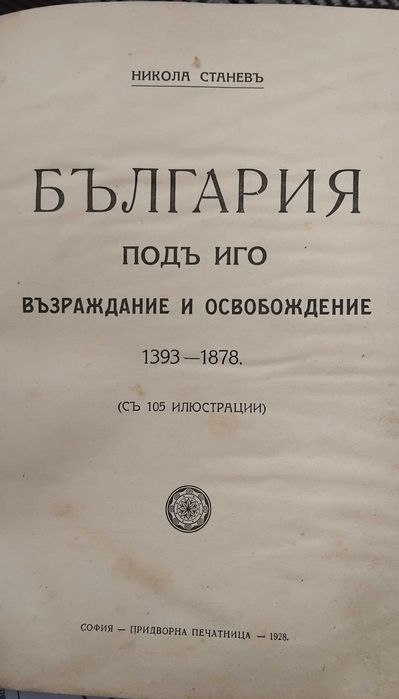 НИКОЛА СТАНЕВЪ
БЪЛГАРИЯ
ПОДЪ ИГО
ВЪЗРАЖДАНИЕ И ОСВОБОЖДЕНИЕ
1393—1878.
(СЪ 105 ИЛЮСТРАЦИИ)
СОФИЯ — ПРИДВОРНА ПЕЧАТНИЦА — 1928.